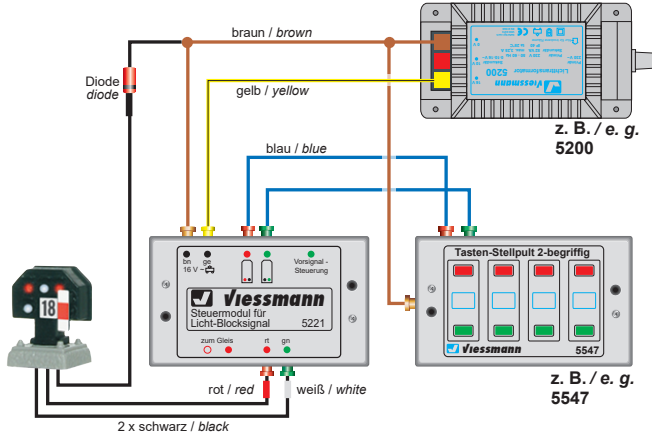 braun / brown
Diode
diode
gelb / yellow
5200
Lichttransformator
Viessmann
z. B. / e. g.
5200
blau / blue
bn
ge
16 V ~
Vorsignal -
Steuerung
Viessmann
Steuermodul für
Licht-Blocksignal 5221
zum Gleis rt gn
Tasten-Stellpult 2-begriffig
Viessmann 5547
z. B. / e. g.
5547
18
rot / red
weiß / white
2 x schwarz / black